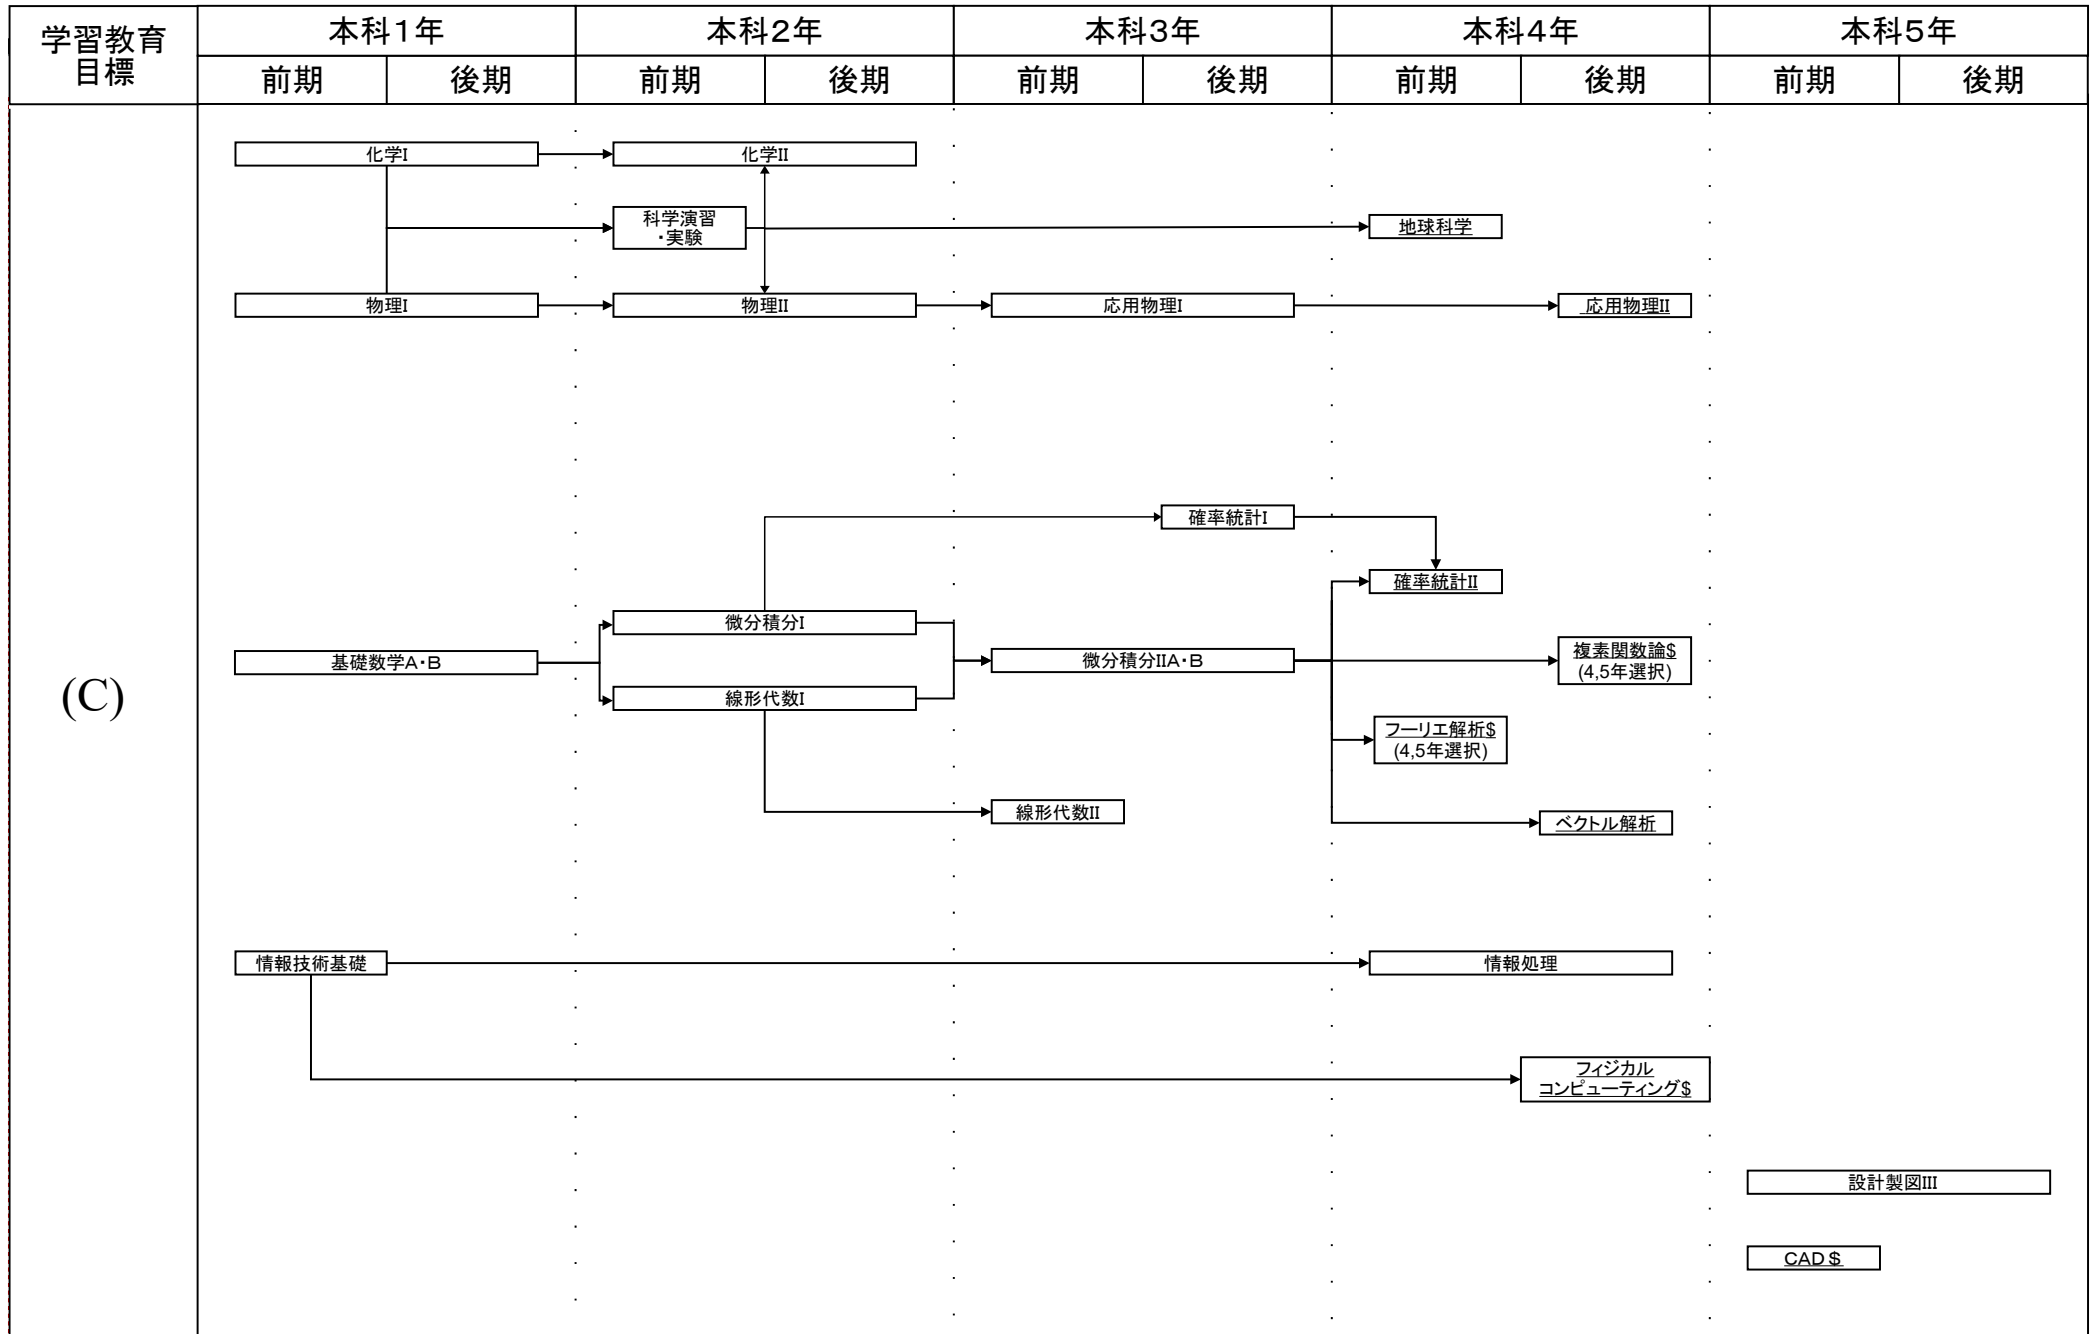 学習教育
目標
本科1年
本科2年
本科3年
本科4年
本科5年
前期
後期
前期
後期
前期
後期
前期
後期
前期
後期
(C)
化学I
化学II
科学演習
・実験
地球科学
物理I
物理II
応用物理I
応用物理II
確率統計I
確率統計II
微分積分I
基礎数学A・B
微分積分IIA・B
複素関数論$
(4,5年選択)
線形代数I
フーリエ解析$
(4,5年選択)
線形代数II
ベクトル解析
情報技術基礎
情報処理
フィジカル
コンピューティング$
設計製図III
CAD$